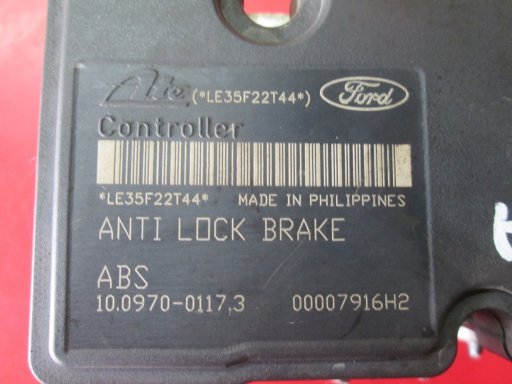 Ate (*LE35F22T44*) Ford
Controller
*LE35F22T44* MADE IN PHILIPPINES
ANTI LOCK BRAKE
ABS
10.0970-0117,3 00007916H2